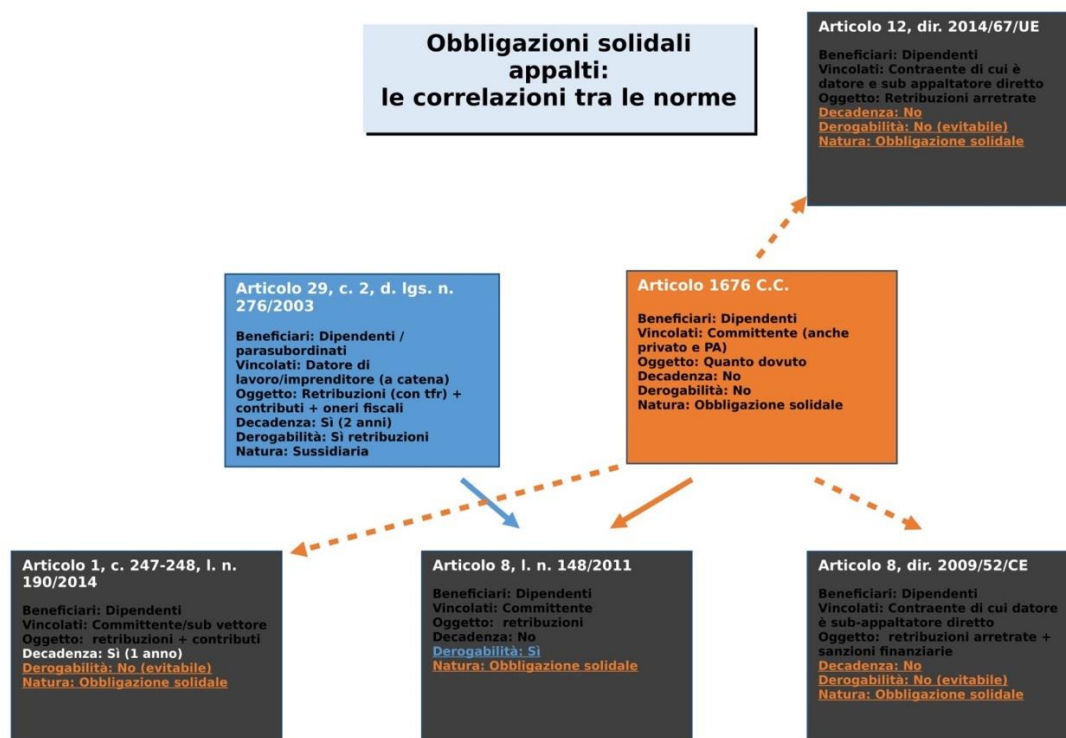 Obbligazioni solidali
appalti:
le correlazioni tra le norme
Articolo 12, dir. 2014/67/UE
Beneficiari: Dipendenti
Vincolati: Contraente di cui è
datore e sub appaltatore diretto
Oggetto: Retribuzioni arretrate
Decadenza: No
Derogabilità: No (evitabile)
Natura: Obbligazione solidale
Articolo 29, c. 2, d. lgs. n.
276/2003
Beneficiari: Dipendenti /
parasubordinati
Vincolati: Datore di
lavoro/imprenditore (a catena)
Oggetto: Retribuzioni (con tfr) +
contributi + oneri fiscali
Decadenza: Sì (2 anni)
Derogabilità: Sì retribuzioni
Natura: Sussidiaria
Articolo 1676 C.C.
Beneficiari: Dipendenti
Vincolati: Committente (anche
privato e PA)
Oggetto: Quanto dovuto
Decadenza: No
Derogabilità: No
Natura: Obbligazione solidale
Articolo 1, c. 247-248, l. n.
190/2014
Beneficiari: Dipendenti
Vincolati: Committente/sub vettore
Oggetto:  retribuzioni + contributi
Decadenza: Sì (1 anno)
Derogabilità: No (evitabile)
Natura: Obbligazione solidale
Articolo 8, l. n. 148/2011
Beneficiari: Dipendenti
Vincolati: Committente
Oggetto:  retribuzioni
Decadenza: No
Derogabilità: Sì
Natura: Obbligazione solidale
Articolo 8, dir. 2009/52/CE
Beneficiari: Dipendenti
Vincolati: Contraente di cui datore
è sub-appaltatore diretto
Oggetto:  retribuzioni arretrate +
sanzioni finanziarie
Decadenza: No
Derogabilità: No (evitabile)
Natura: Obbligazione solidale